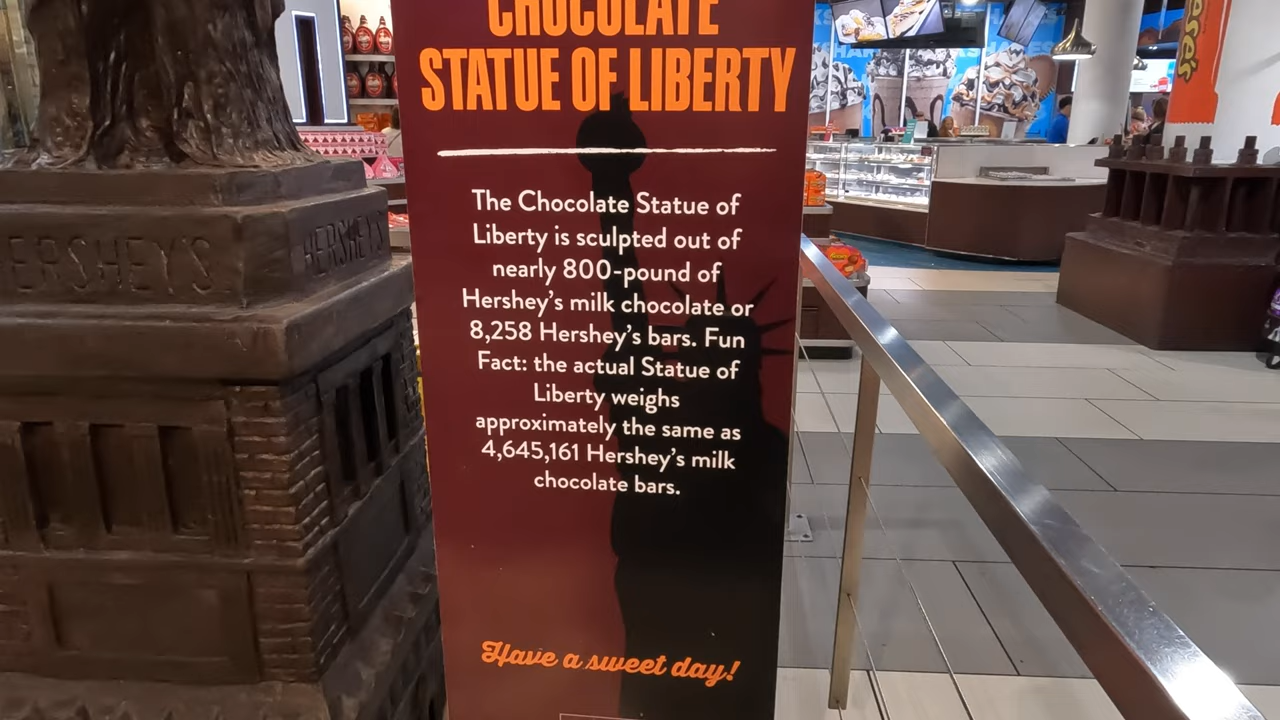 CHOCOLATE
STATUE OF LIBERTY
The Chocolate Statue of
Liberty is sculpted out of
nearly 800-pound of
Hershey's milk chocolate or
8,258 Hershey's bars. Fun
Fact: the actual Statue of
Liberty weighs
approximately the same as
4,645,161 Hershey's milk
chocolate bars.
Have a sweet day!
HERSHEY'S
HERSHEY'S